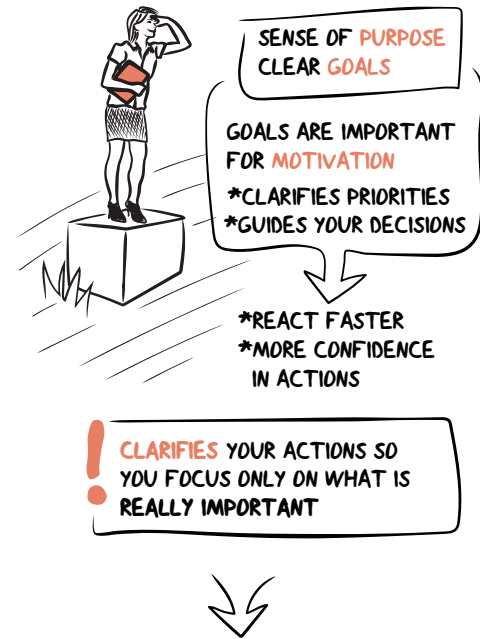 SENSE OF PURPOSE
CLEAR GOALS
GOALS ARE IMPORTANT
FOR MOTIVATION
*CLARIFIES PRIORITIES
*GUIDES YOUR DECISIONS
*REACT FASTER
*MORE CONFIDENCE
IN ACTIONS
! CLARIFIES YOUR ACTIONS SO
YOU FOCUS ONLY ON WHAT IS
REALLY IMPORTANT